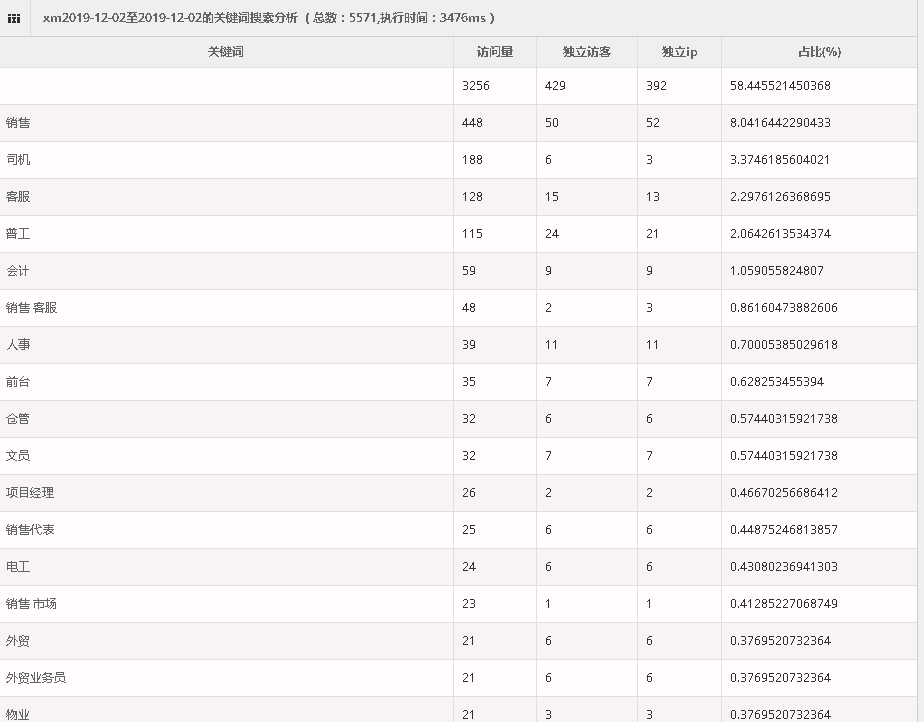 xm2019-12-02至2019-12-02的关键词搜索分析 ( 总数：5571,执行时间：3476ms )
关键词 访问量 独立访客 独立ip 占比(%)
3256 429 392 58.445521450368
销售 448 50 52 8.0416442290433
司机 188 6 3 3.3746185604021
客服 128 15 13 2.2976126368695
普工 115 24 21 2.0642613534374
会计 59 9 9 1.059055824807
销售 客服 48 2 3 0.86160473882606
人事 39 11 11 0.70005385029618
前台 35 7 7 0.628253455394
仓管 32 6 6 0.57440315921738
文员 32 7 7 0.57440315921738
项目经理 26 2 2 0.46670256686412
销售代表 25 6 6 0.44875246813857
电工 24 6 6 0.43080236941303
销售 市场 23 1 1 0.41285227068749
外贸 21 6 6 0.3769520732364
外贸业务员 21 6 6 0.3769520732364
物业 21 3 3 0.3769520732364